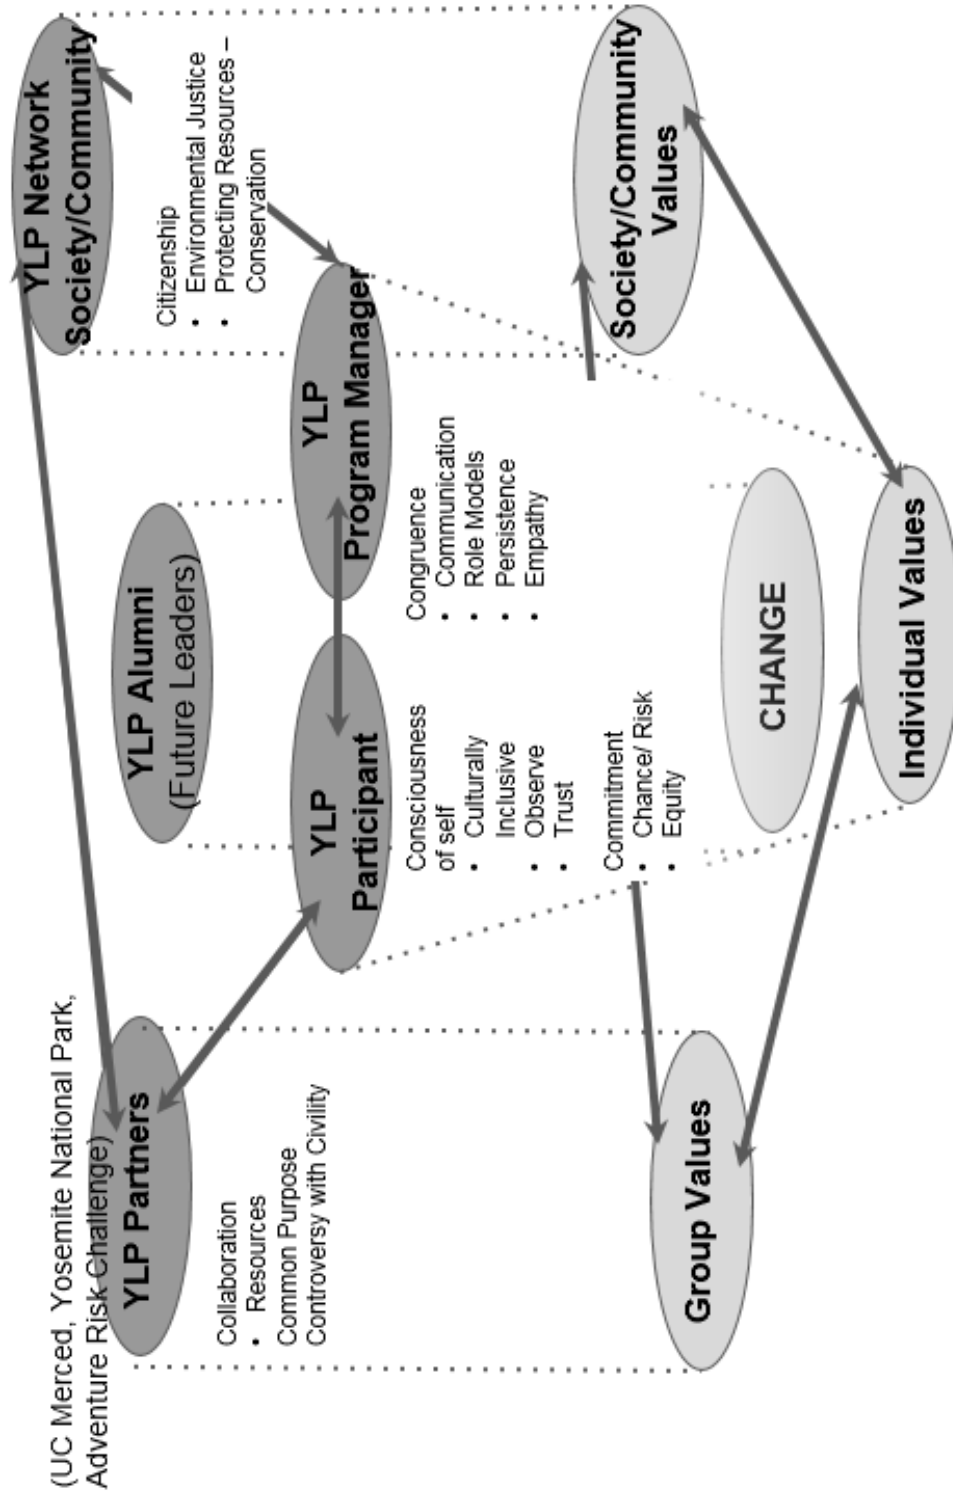 (UC Merced, Yosemite National Park,
Adventure Risk Challenge)
YLP Partners
YLP Alumni
(Future Leaders)
YLP Network
Society/Community
Collaboration
• Resources
Common Purpose
Controversy with Civility
YLP
Participant
YLP
Program Manager
Citizenship
• Environmental Justice
• Protecting Resources –
Conservation
Consciousness
of self
• Culturally
Inclusive
• Observe
• Trust
Congruence
• Communication
• Role Models
• Persistence
• Empathy
Commitment
• Chance/ Risk
• Equity
Group Values
CHANGE
Society/Community
Values
Individual Values